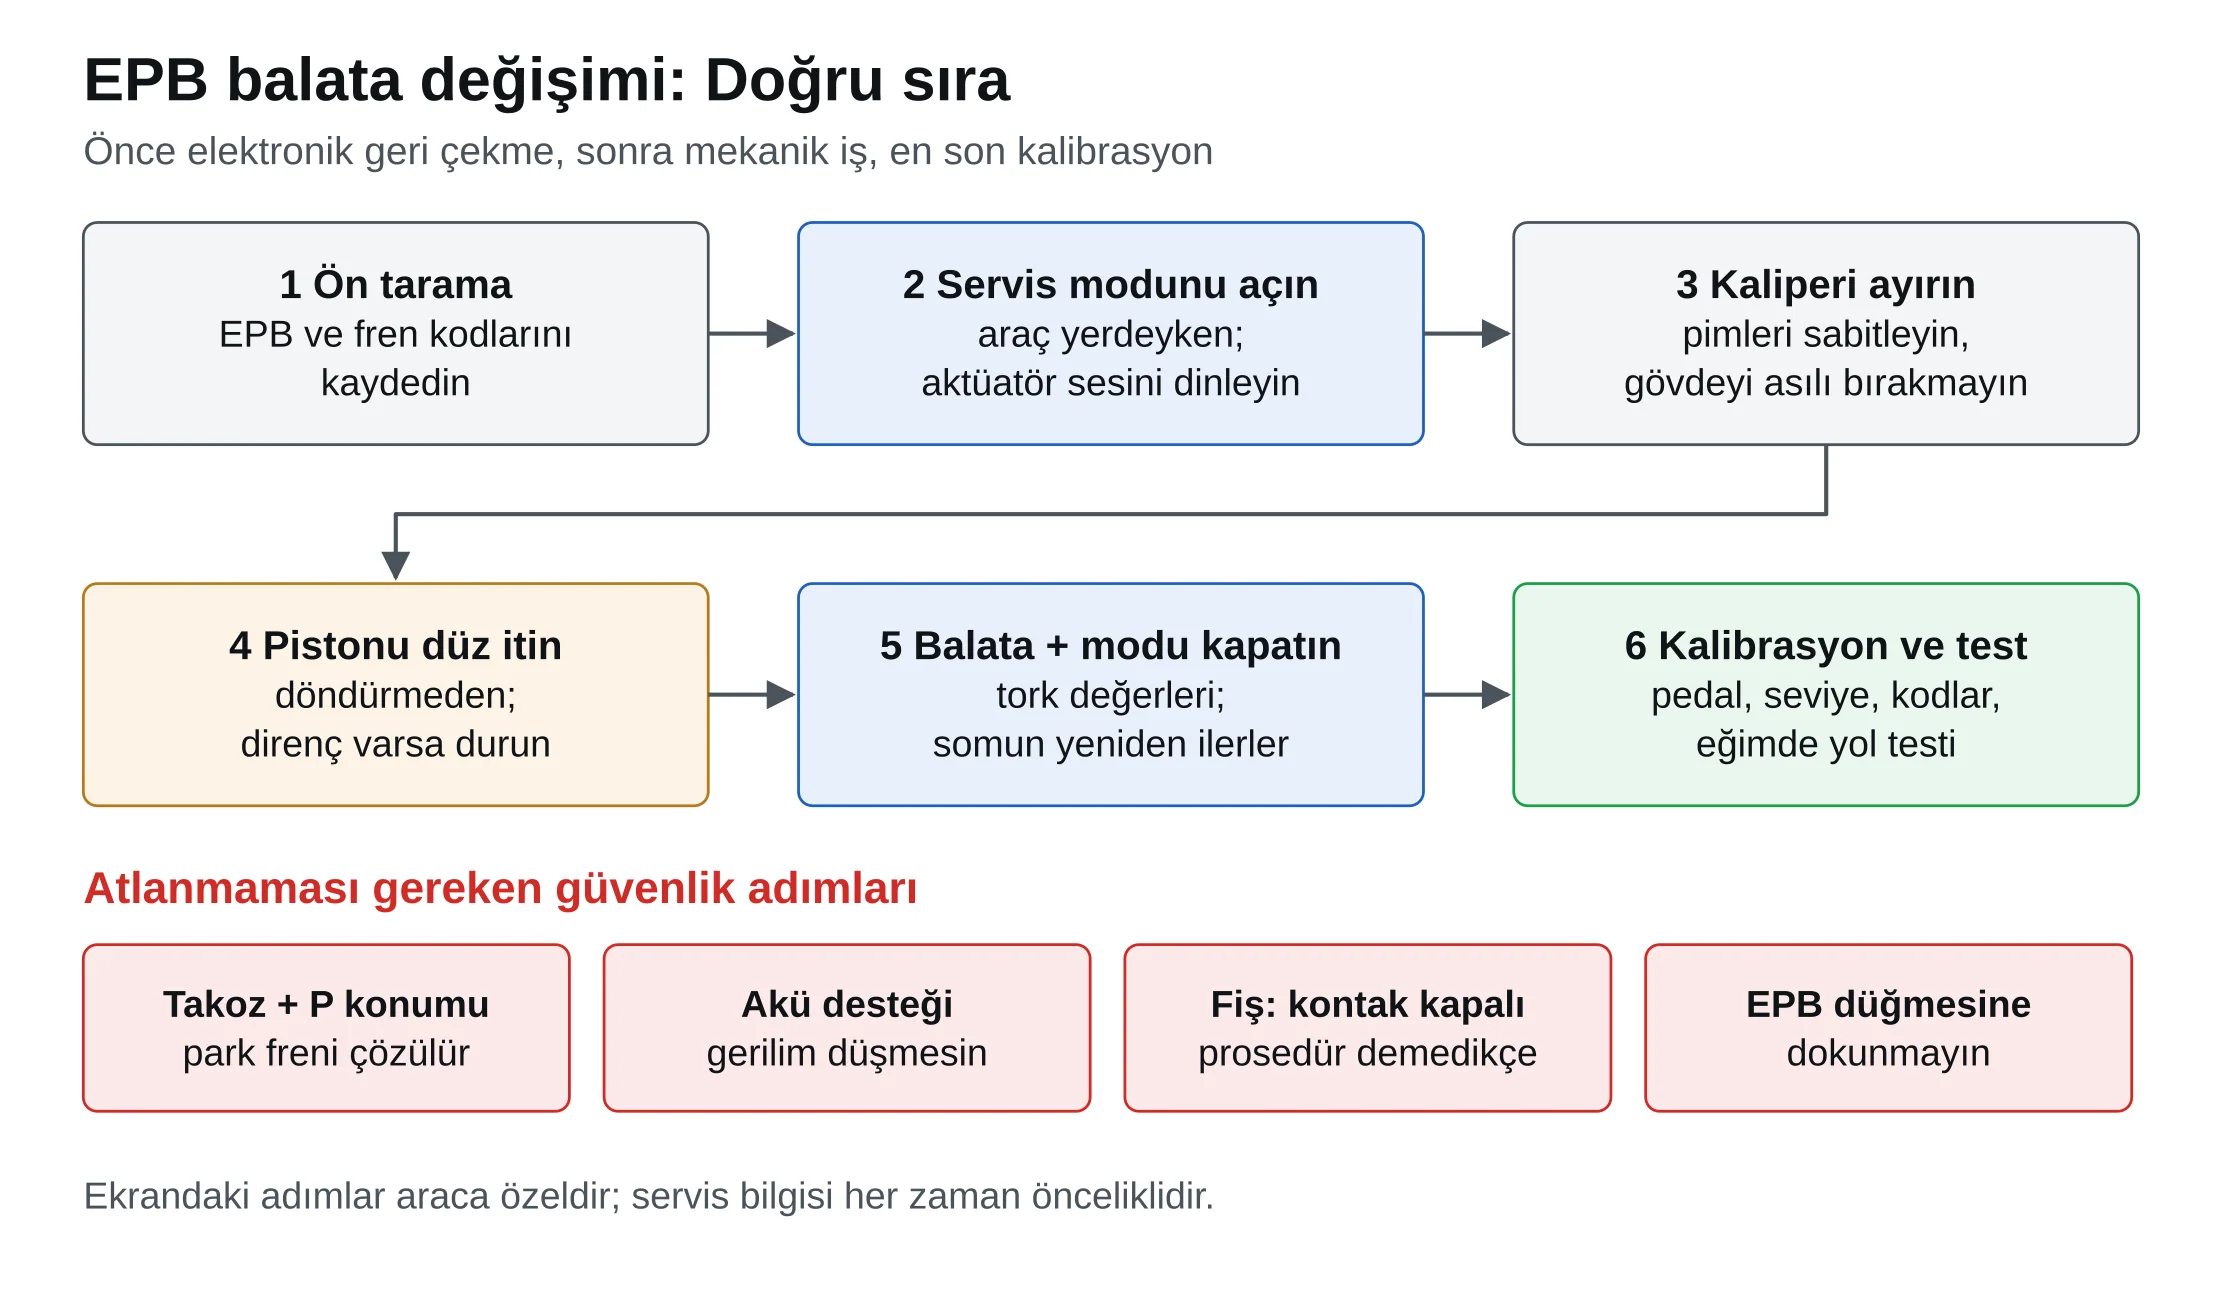 EPB balata değişimi: Doğru sıra
Önce elektronik geri çekme, sonra mekanik iş, en son kalibrasyon
1 Ön tarama
EPB ve fren kodlarını
kaydedin
2 Servis modunu açın
araç yerdeyken;
aktüatör sesini dinleyin
3 Kaliperi ayırın
pimleri sabitleyin,
gövdeyi asılı bırakmayın
4 Pistonu düz itin
döndürmeden;
direnç varsa durun
5 Balata + modu kapatın
tork değerleri;
somun yeniden ilerler
6 Kalibrasyon ve test
pedal, seviye, kodlar,
eğimde yol testi
Atlanmaması gereken güvenlik adımları
Takoz + P konumu
park freni çözülür
Akü desteği
gerilim düşmesin
Fiş: kontak kapalı
prosedür demedikçe
EPB düğmesine
dokunmayın
Ekrandaki adımlar araca özeldir; servis bilgisi her zaman önceliklidir.